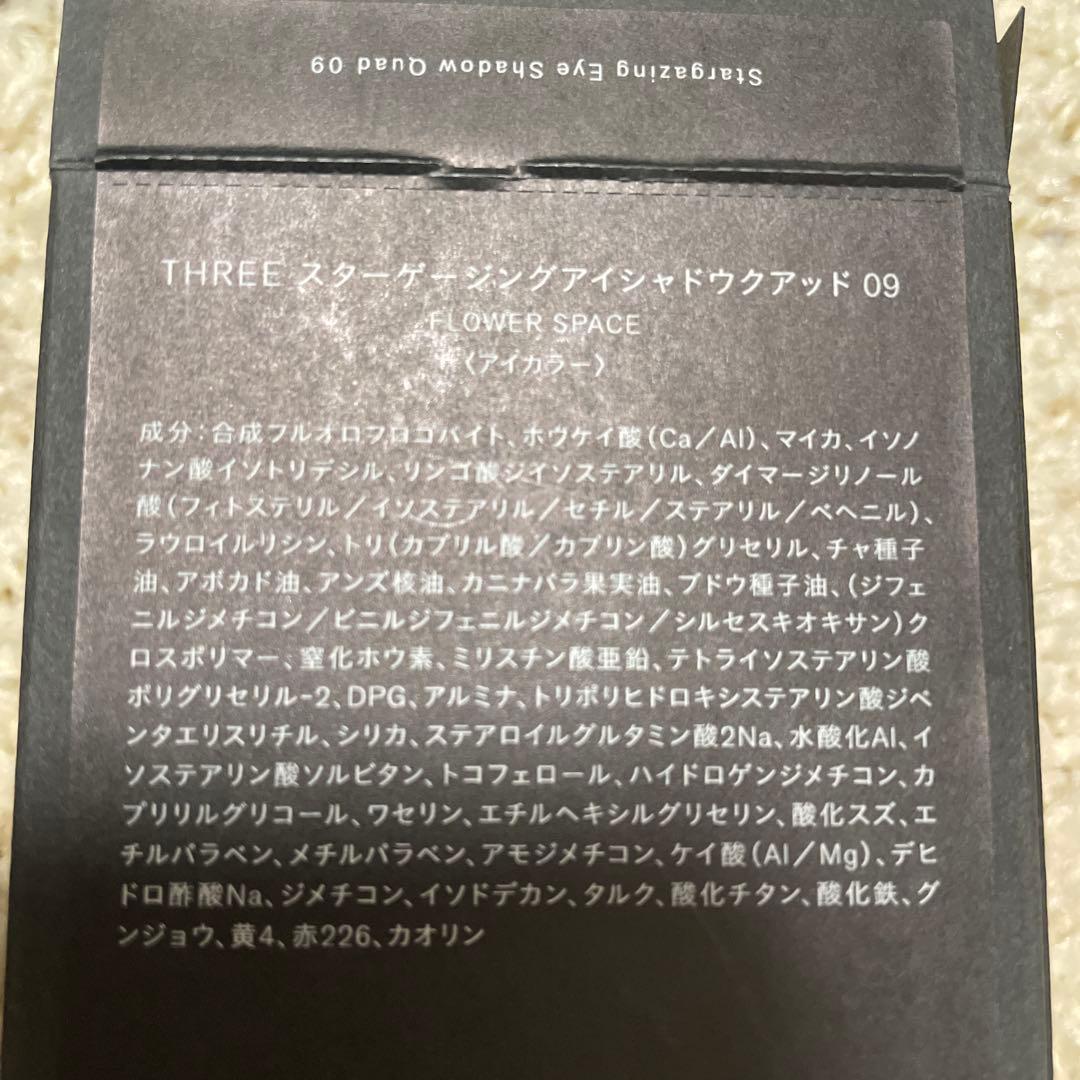 Stargazing Eye Shadow Quad 09
THREE スターゲージングアイシャドウクアッド 09
FLOWER SPACE
〈アイカラー〉
成分：合成フルオロフロゴパイト、ホウケイ酸（Ca／Al）、マイカ、イソノ
ナン酸イソトリデシル、リンゴ酸ジイソステアリル、ダイマージリノール
酸（フィトステリル／イソステアリル／セチル／ステアリル／ベヘニル）、
ラウロイルリシン、トリ（カプリル酸／カプリン酸）グリセリル、チャ種子
油、アボカド油、アンズ核油、カニナバラ果実油、ブドウ種子油、（ジフェ
ニルジメチコン／ビニルジフェニルジメチコン／シルセスキオキサン）ク
ロスポリマー、窒化ホウ素、ミリスチン酸亜鉛、テトライソステアリン酸
ポリグリセリル-2、DPG、アルミナ、トリポリヒドロキシステアリン酸ジペ
ンタエリスリチル、シリカ、ステアロイルグルタミン酸2Na、水酸化Al、イ
ソステアリン酸ソルビタン、トコフェロール、ハイドロゲンジメチコン、カ
プリリルグリコール、ワセリン、エチルヘキシルグリセリン、酸化スズ、エ
チルパラベン、メチルパラベン、アモジメチコン、ケイ酸（Al／Mg）、デヒ
ドロ酢酸Na、ジメチコン、イソドデカン、タルク、酸化チタン、酸化鉄、グ
ンジョウ、黄4、赤226、カオリン